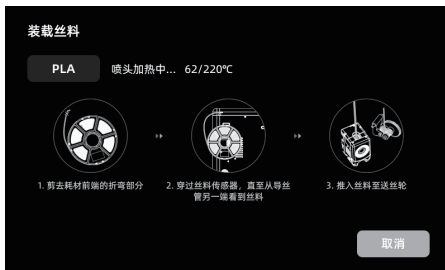 装载丝料
PLA 喷头加热中... 62/220℃
1. 剪去耗材前端的折弯部分
2. 穿过丝料传感器，直至从导丝
管另一端看到丝料
3. 推入丝料至送丝轮
取消